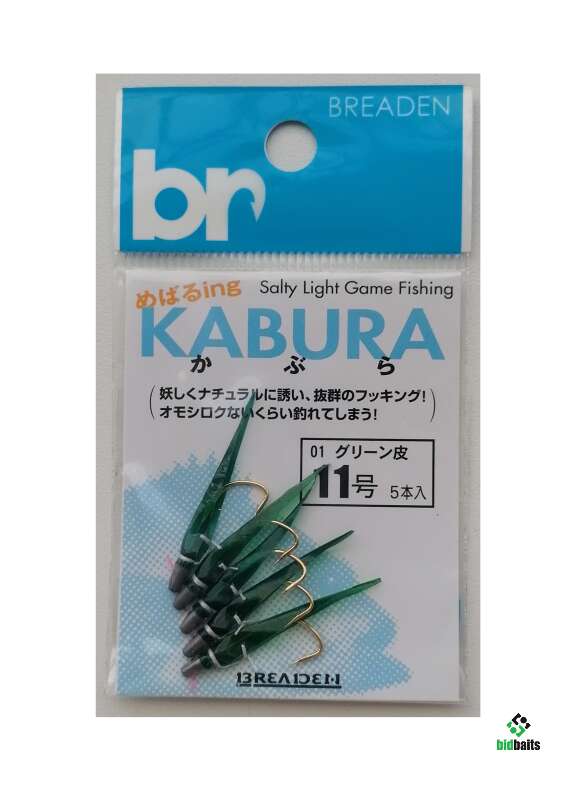 BREADEN
br
めばるing
Salty Light Game Fishing
KABURA
かぶら
妖しくナチュラルに誘い、抜群のフッキング!
オモシロクないくらい釣れてしまう!
01 グリーン皮
11号 5本入
BREADEN
bidbaits